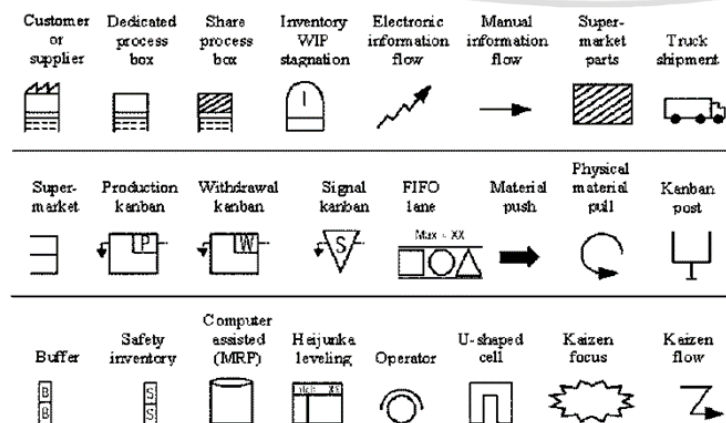 Customer or supplier
Dedicated process box
Share process box
Inventory WIP stagnation
Electronic information flow
Manual information flow
Super-market parts
Truck shipment
I
Super-market
Production kanban
Withdrawal kanban
Signal kanban
FIFO lane
Material push
Physical material pull
Kanban post
P
W
S
Max = XX
Buffer
Safety inventory
Computer assisted (MRP)
Heijunka leveling
Operator
U-shaped cell
Kaizen focus
Kaizen flow
B
B
S
S